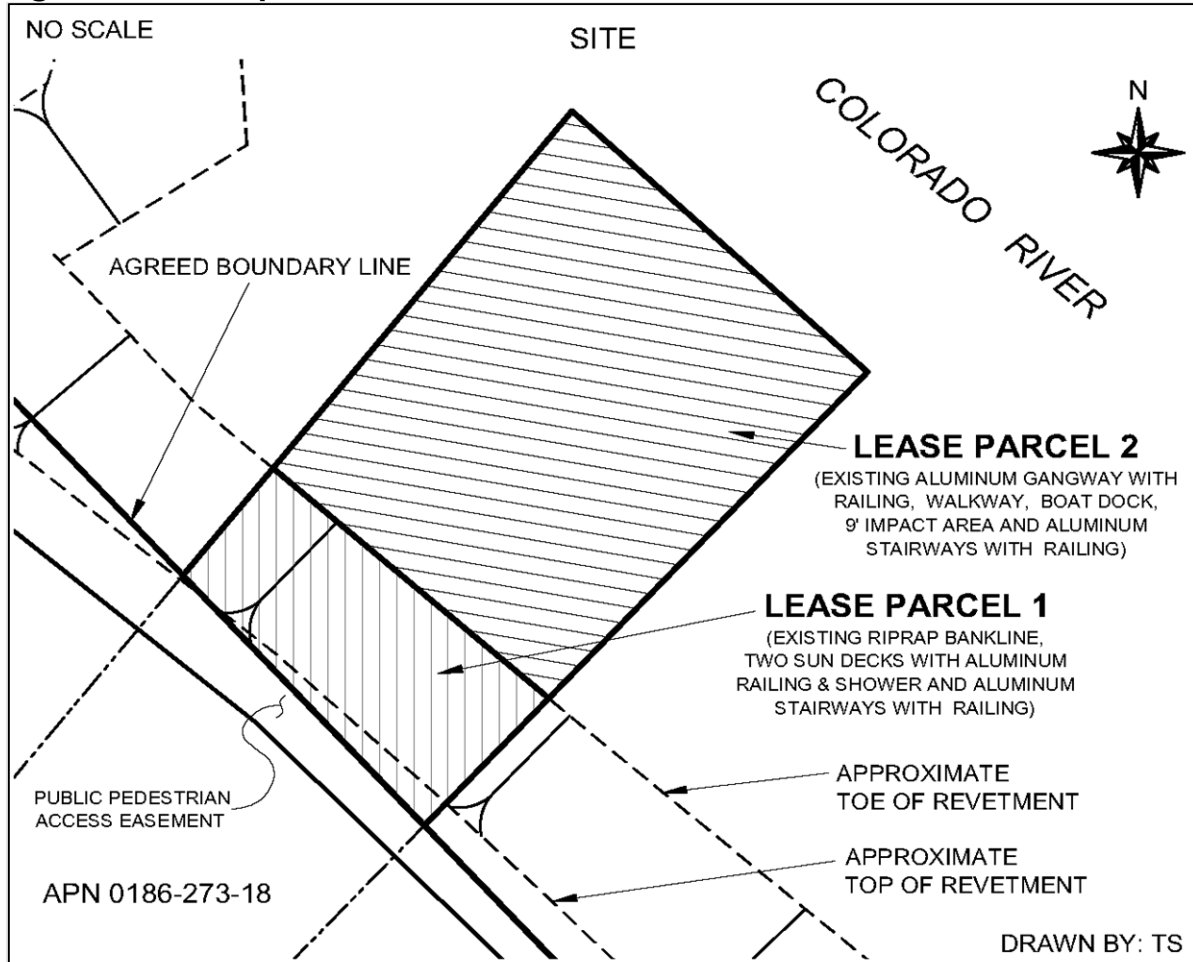 NO SCALE
SITE
COLORADO RIVER
N
AGREED BOUNDARY LINE
LEASE PARCEL 2
(EXISTING ALUMINUM GANGWAY WITH
RAILING, WALKWAY, BOAT DOCK,
9' IMPACT AREA AND ALUMINUM
STAIRWAYS WITH RAILING)
LEASE PARCEL 1
(EXISTING RIPRAP BANKLINE,
TWO SUN DECKS WITH ALUMINUM
RAILING & SHOWER AND ALUMINUM
STAIRWAYS WITH RAILING)
PUBLIC PEDESTRIAN
ACCESS EASEMENT
APPROXIMATE
TOE OF REVETMENT
APPROXIMATE
TOP OF REVETMENT
APN 0186-273-18
DRAWN BY: TS